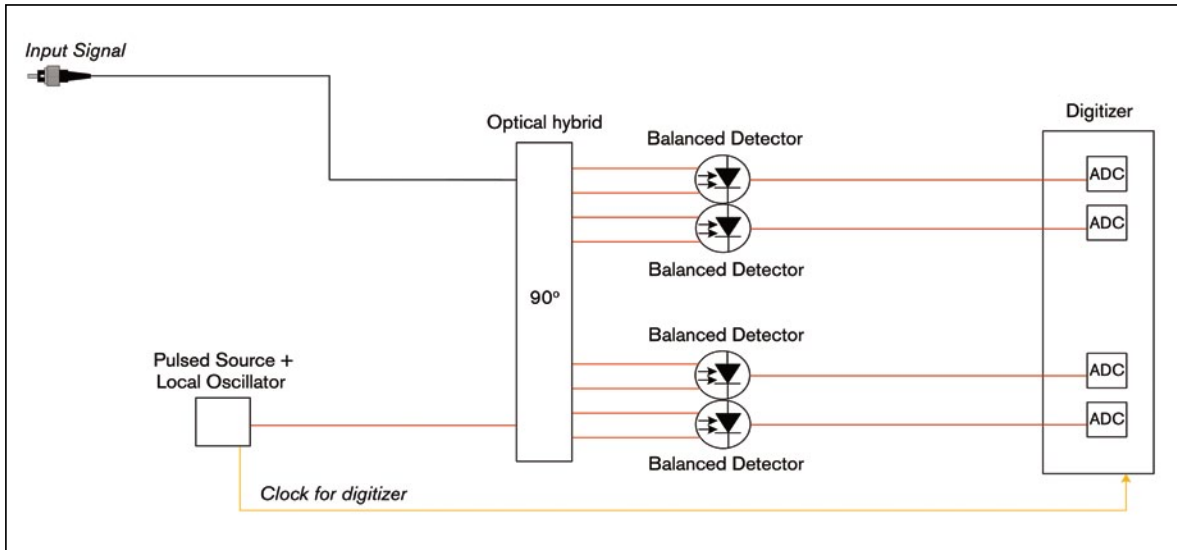 Input Signal
Optical hybrid
Balanced Detector
Digitizer
ADC
ADC
Balanced Detector
90°
Balanced Detector
Pulsed Source +
Local Oscillator
ADC
ADC
Balanced Detector
Clock for digitizer